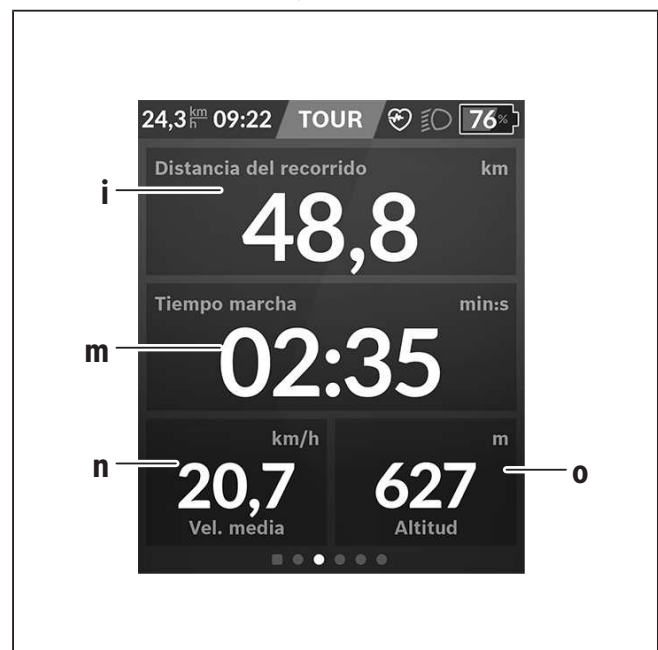 24,3 km/h 09:22 TOUR 76%
Distancia del recorrido km
i
48,8
Tiempo marcha min:s
m
02:35
km/h m
n 20,7 627 o
Vel. media Altitud